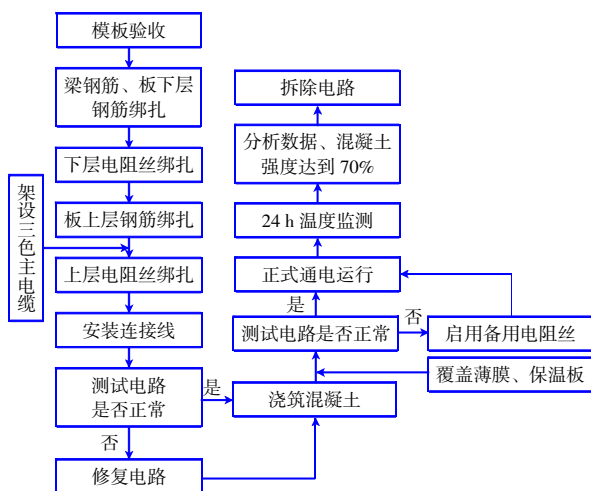 模板验收
梁钢筋、板下层
钢筋绑扎
下层电阻丝绑扎
板上层钢筋绑扎
架设三色主电缆
上层电阻丝绑扎
安装连接线
测试电路
是否正常
是
否
修复电路
拆除电路
分析数据、混凝土
强度达到 70%
24 h 温度监测
正式通电运行
是
测试电路是否正常
否
启用备用电阻丝
覆盖薄膜、保温板
浇筑混凝土